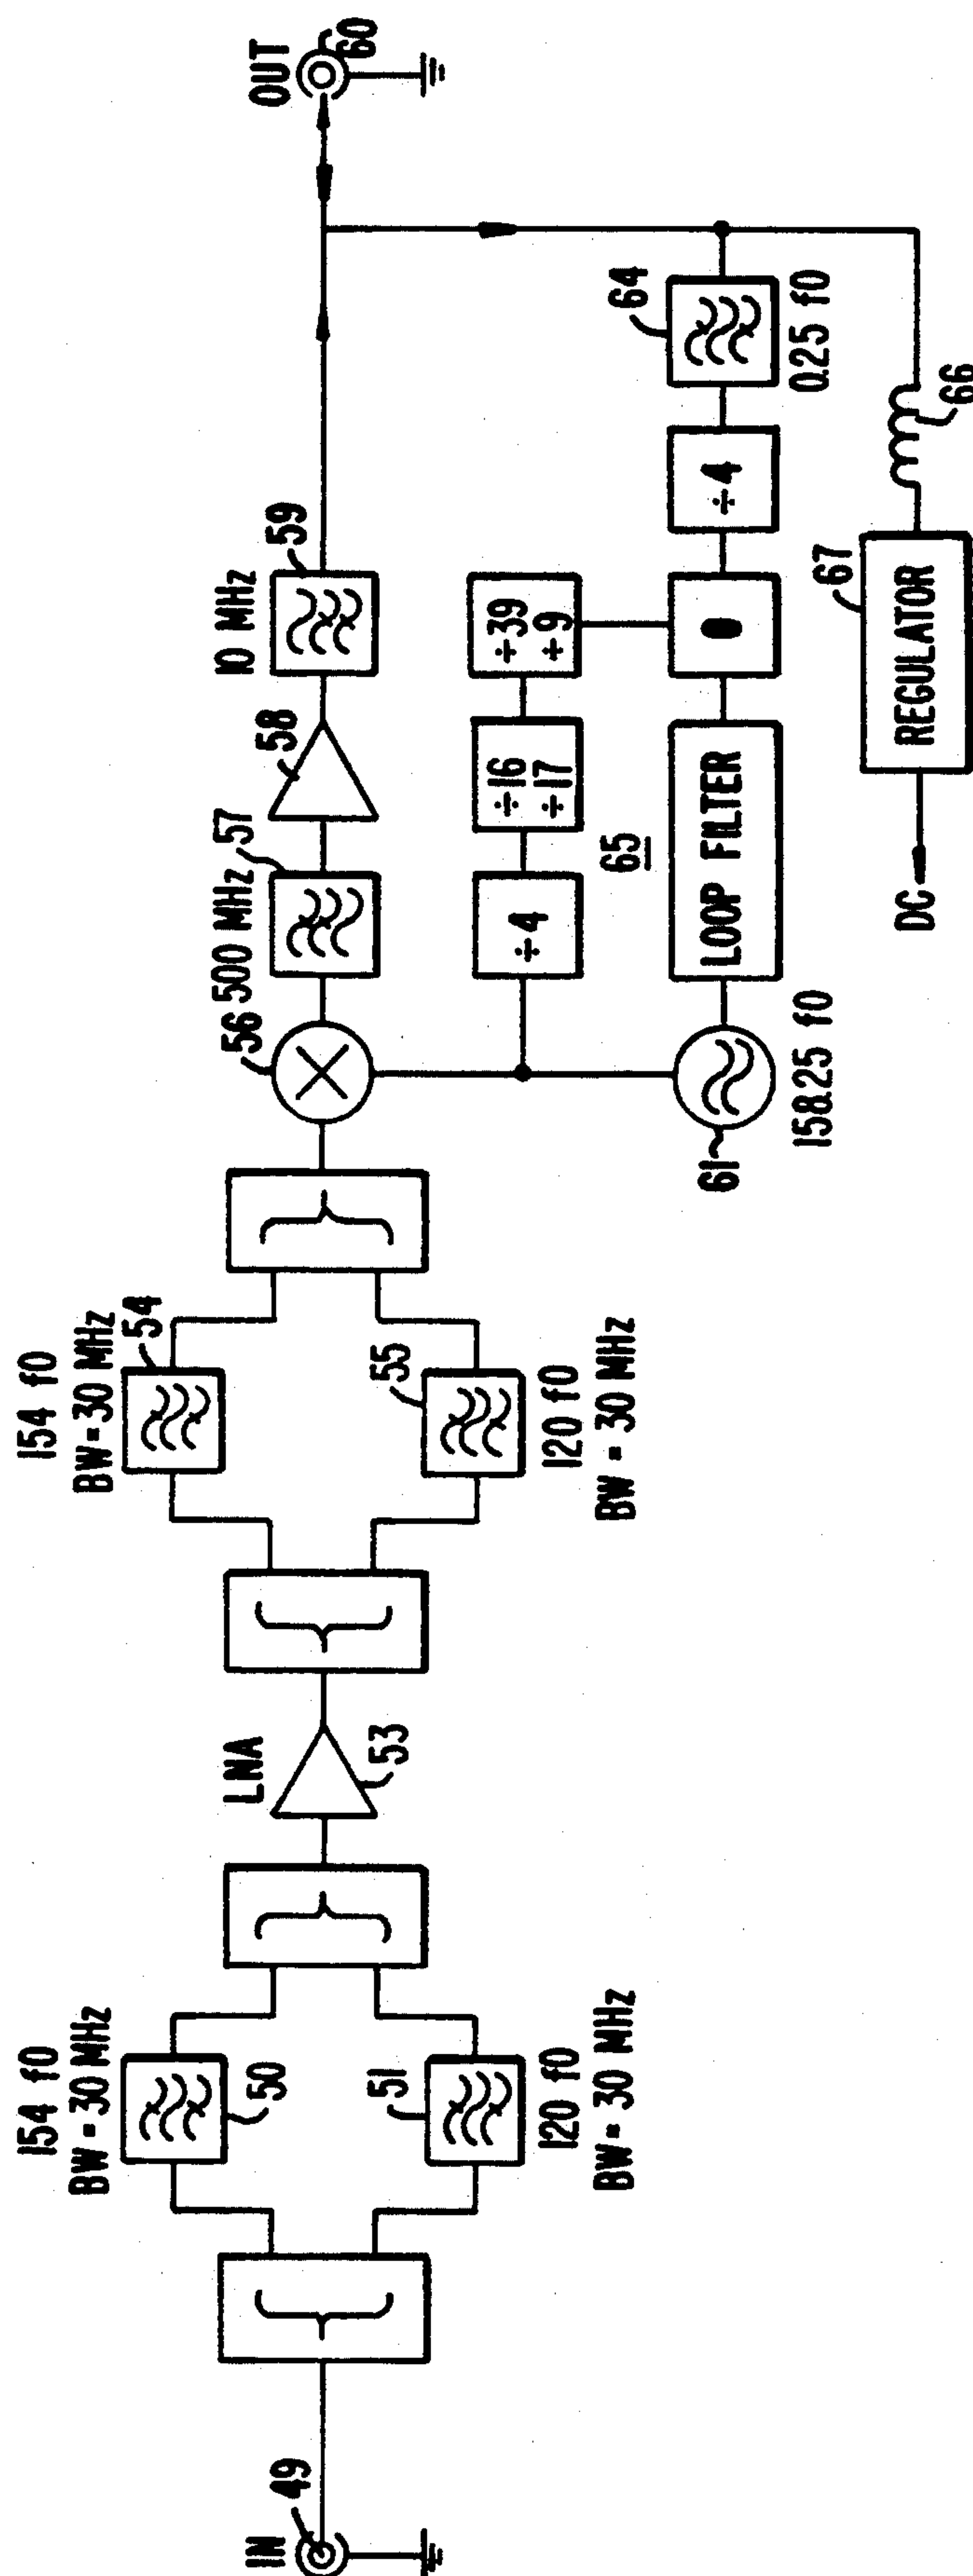 IN
49
154 f0
BW = 30 MHz
50
51
120 f0
BW = 30 MHz
LNA
53
154 f0
BW = 30 MHz
54
55
120 f0
BW = 30 MHz
56
500 MHz
57
58
10 MHz
59
OUT
60
÷4
÷16
÷17
÷39
÷9
65
61
158.25 f0
LOOP FILTER
÷4
64
0.25 f0
DC
REGULATOR
67
66